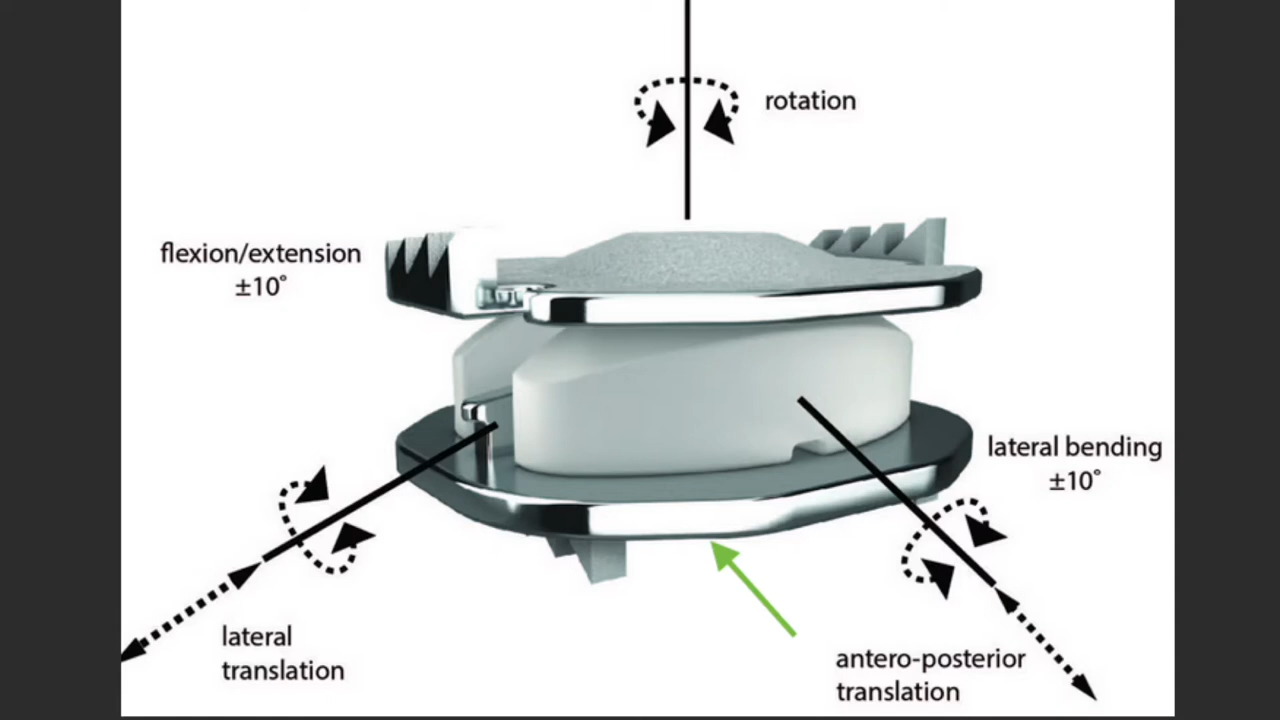 rotation
flexion/extension
±10°
lateral bending
±10°
lateral
translation
antero-posterior
translation